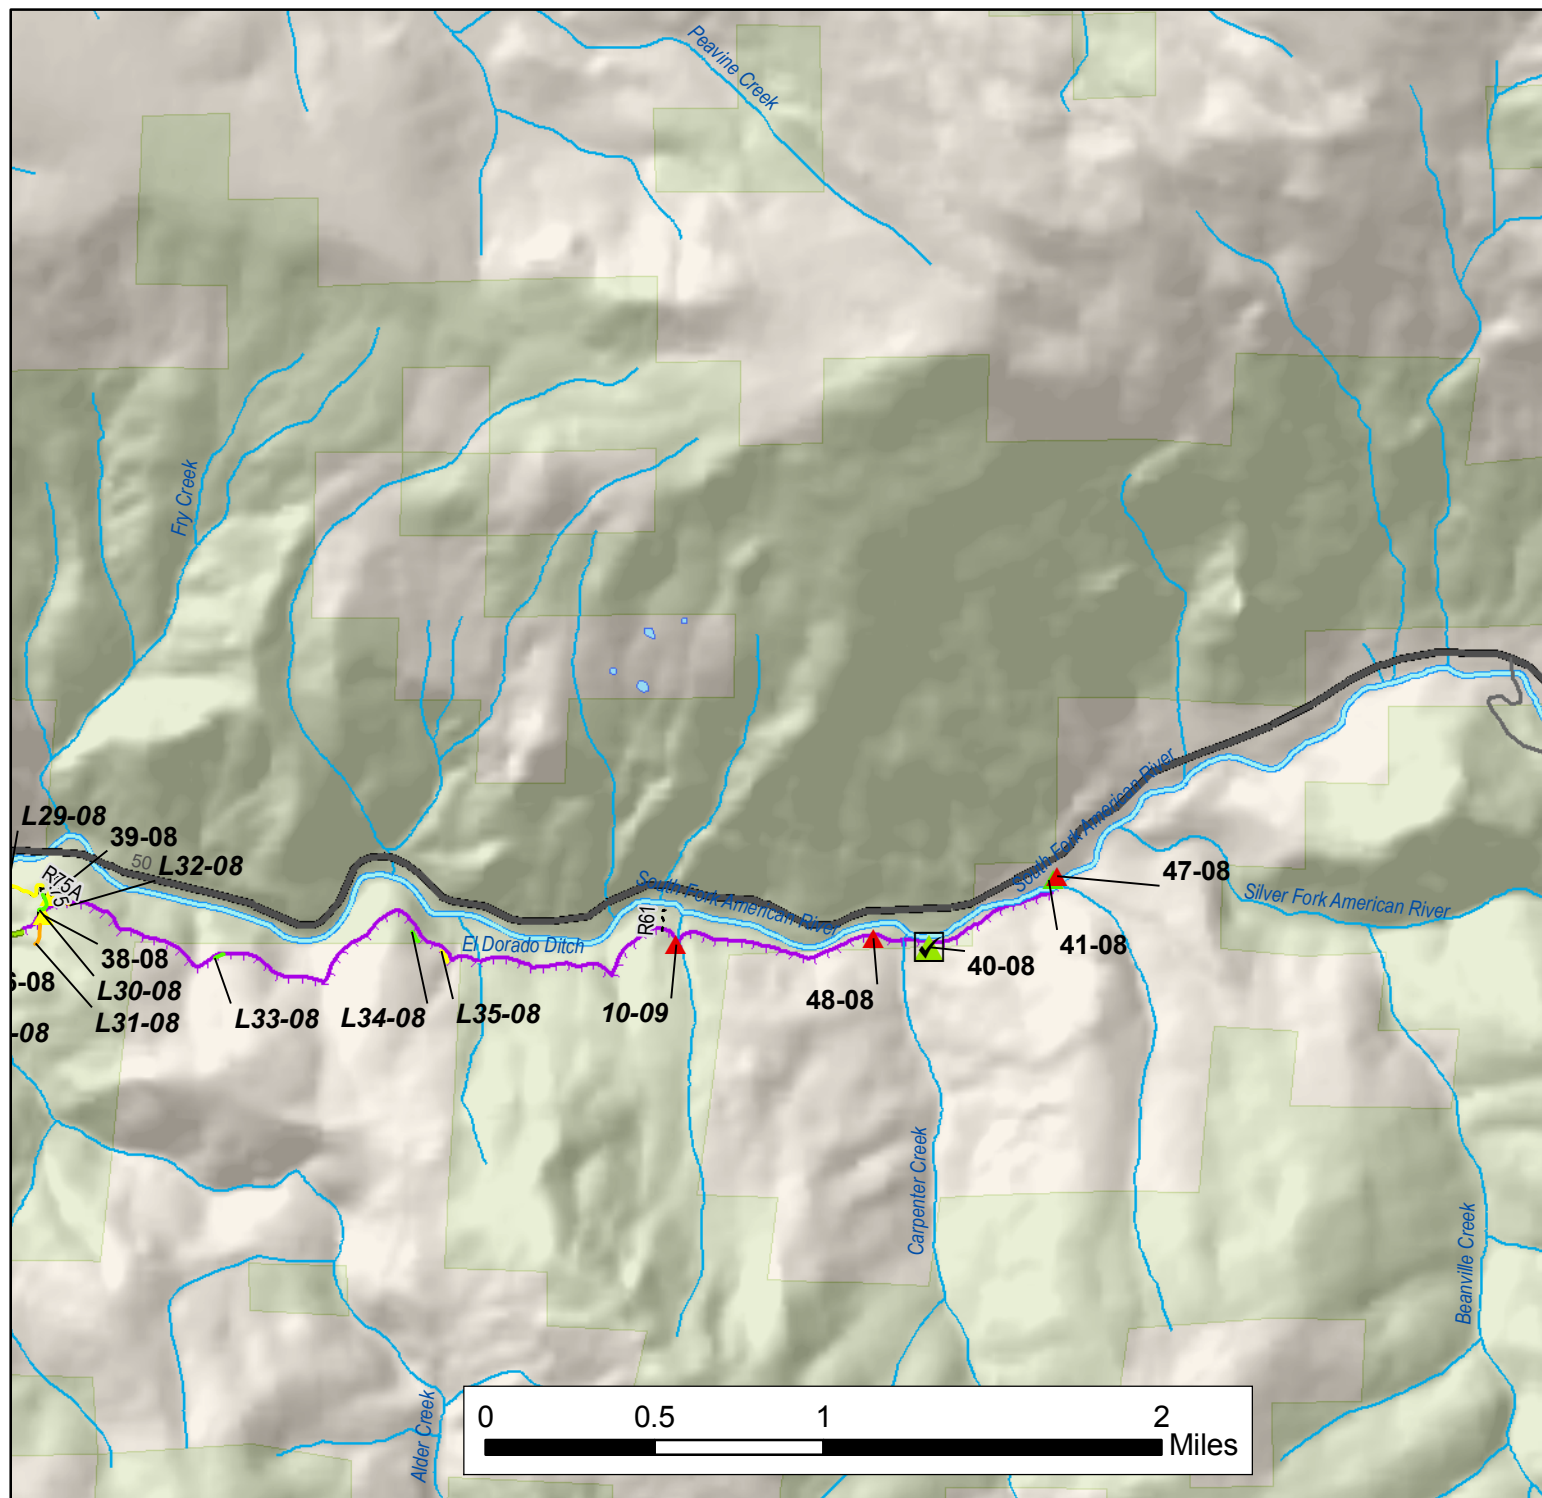 Peavine Creek
Fry Creek
L29-08
39-08
50
L32-08
R75A
South Fork American River
South Fork American River
47-08
Silver Fork American River
R61
El Dorado Ditch
41-08
38-08
40-08
-08
L30-08
48-08
L31-08
L33-08
L34-08
L35-08
10-09
-08
Carpenter Creek
Beanville Creek
Alder Creek
0 0.5 1 2
Miles